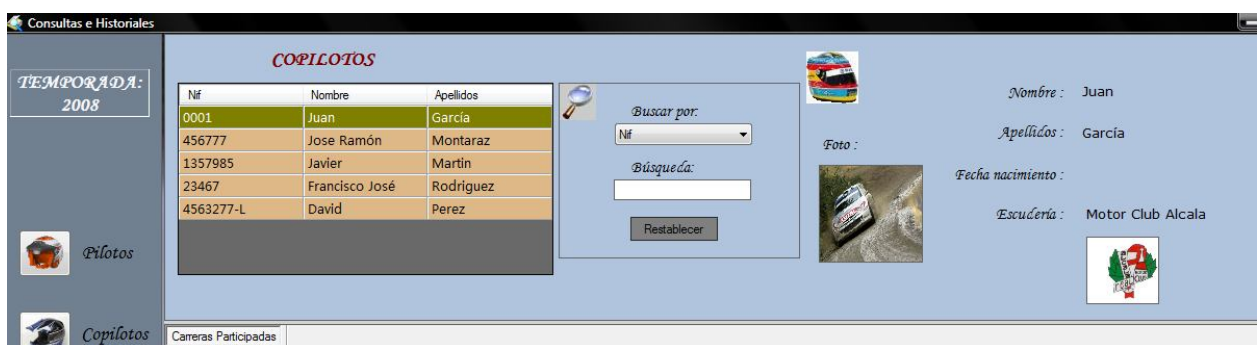 Consultas e Historiales
TEMPORADA:
2008
Pilotos
Copilotos
COPILOTOS
Nif Nombre Apellidos
0001 Juan García
456777 Jose Ramón Montaraz
1357985 Javier Martin
23467 Francisco José Rodriguez
4563277-L David Perez
Buscar por:
Nif
Búsqueda:
Restablecer
Foto :
Nombre : Juan
Apellidos : García
Fecha nacimiento :
Escudería : Motor Club Alcala
Carreras Participadas